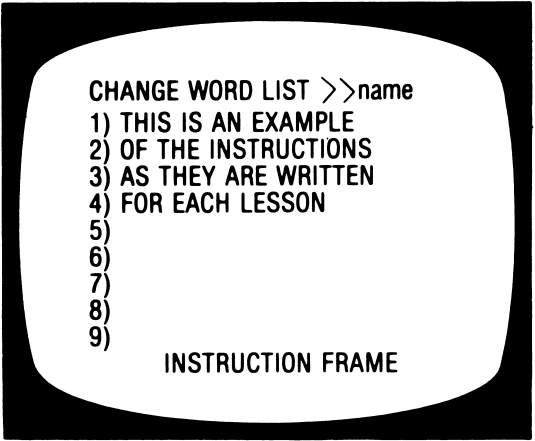 CHANGE WORD LIST >>name
1) THIS IS AN EXAMPLE
2) OF THE INSTRUCTIONS
3) AS THEY ARE WRITTEN
4) FOR EACH LESSON
5)
6)
7)
8)
9)
INSTRUCTION FRAME